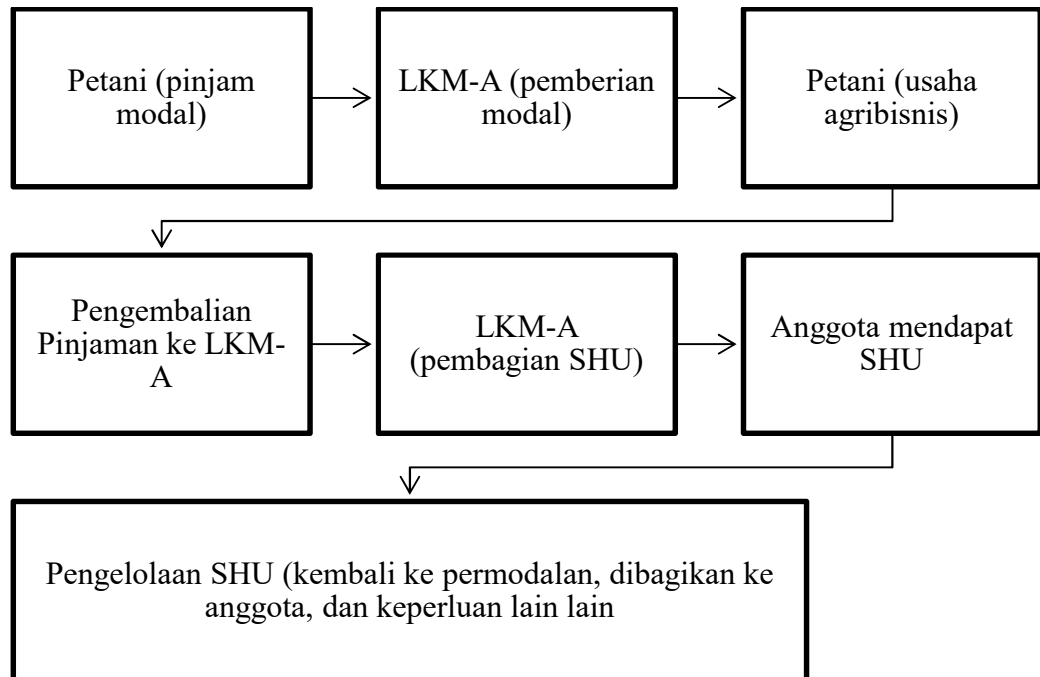 Petani (pinjam
modal)
LKM-A (pemberian
modal)
Petani (usaha
agribisnis)
Pengembalian
Pinjaman ke LKM-
A
LKM-A
(pembagian SHU)
Anggota mendapat
SHU
Pengelolaan SHU (kembali ke permodalan, dibagikan ke
anggota, dan keperluan lain lain